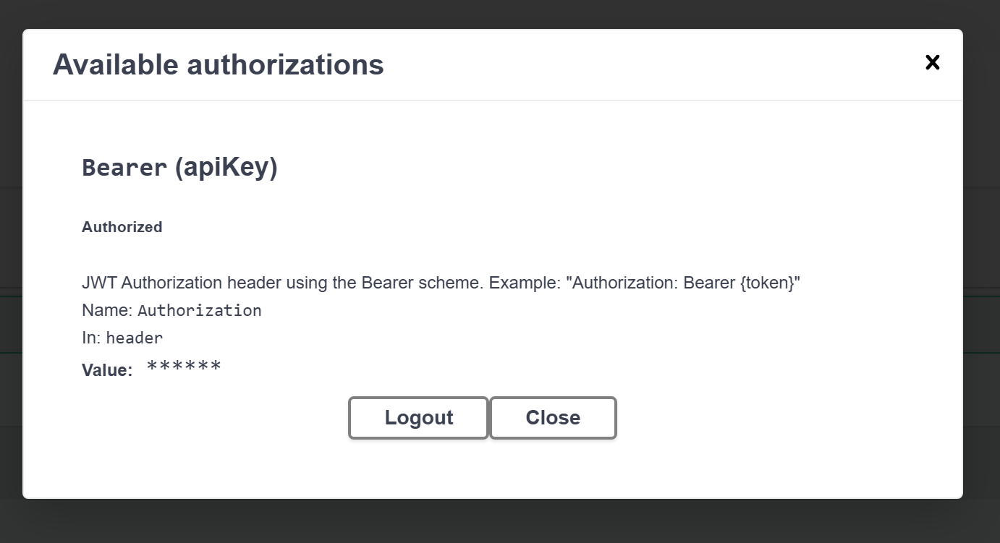 Available authorizations
Bearer (apiKey)
Authorized
JWT Authorization header using the Bearer scheme. Example: "Authorization: Bearer {token}"
Name: Authorization
In: header
Value: ******
Logout Close